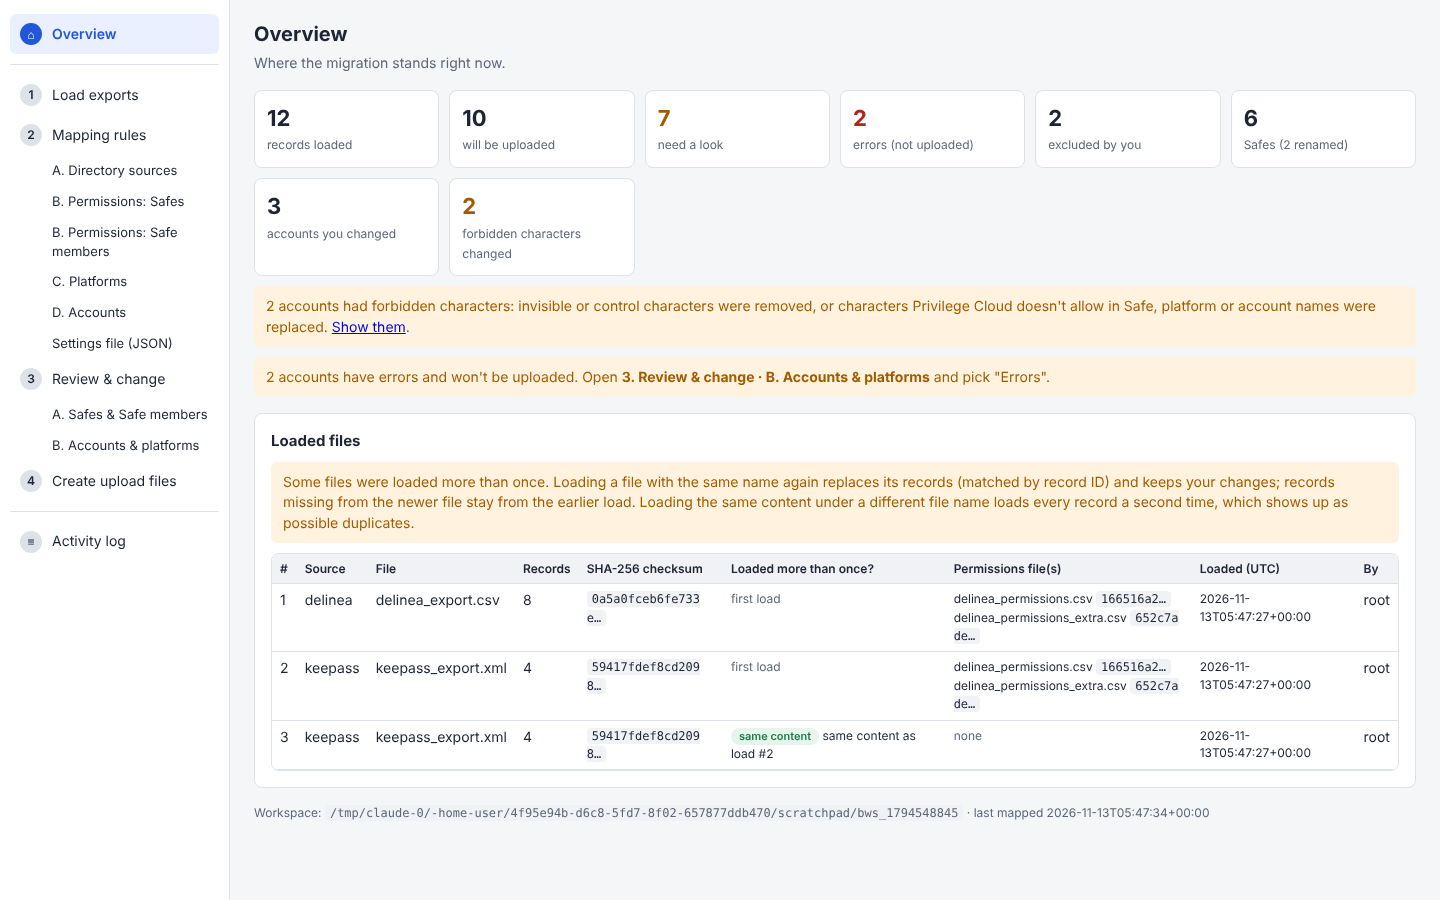 ⌂ Overview
1 Load exports
2 Mapping rules
A. Directory sources
B. Permissions: Safes
B. Permissions: Safe
members
C. Platforms
D. Accounts
Settings file (JSON)
3 Review & change
A. Safes & Safe members
B. Accounts & platforms
4 Create upload files
≡ Activity log
Overview
Where the migration stands right now.
12
records loaded
10
will be uploaded
7
need a look
2
errors (not uploaded)
2
excluded by you
6
Safes (2 renamed)
3
accounts you changed
2
forbidden characters
changed
2 accounts had forbidden characters: invisible or control characters were removed, or characters Privilege Cloud doesn't allow in Safe, platform or account names were
replaced. Show them.
2 accounts have errors and won't be uploaded. Open 3. Review & change · B. Accounts & platforms and pick "Errors".
Loaded files
Some files were loaded more than once. Loading a file with the same name again replaces its records (matched by record ID) and keeps your changes; records
missing from the newer file stay from the earlier load. Loading the same content under a different file name loads every record a second time, which shows up as
possible duplicates.
# Source File Records SHA-256 checksum Loaded more than once? Permissions file(s) Loaded (UTC) By
1 delinea delinea_export.csv 8 0a5a0fceb6fe733 first load delinea_permissions.csv 166516a2… 2026-11- root
e… delinea_permissions_extra.csv 652c7a 13T05:47:27+00:00
de…
2 keepass keepass_export.xml 4 59417fdef8cd209 first load delinea_permissions.csv 166516a2… 2026-11- root
8… delinea_permissions_extra.csv 652c7a 13T05:47:27+00:00
de…
3 keepass keepass_export.xml 4 59417fdef8cd209 same content same content as none 2026-11- root
8… load #2 13T05:47:27+00:00
Workspace: /tmp/claude-0/-home-user/4f95e94b-d6c8-5fd7-8f02-657877ddb470/scratchpad/bws_1794548845 · last mapped 2026-11-13T05:47:34+00:00